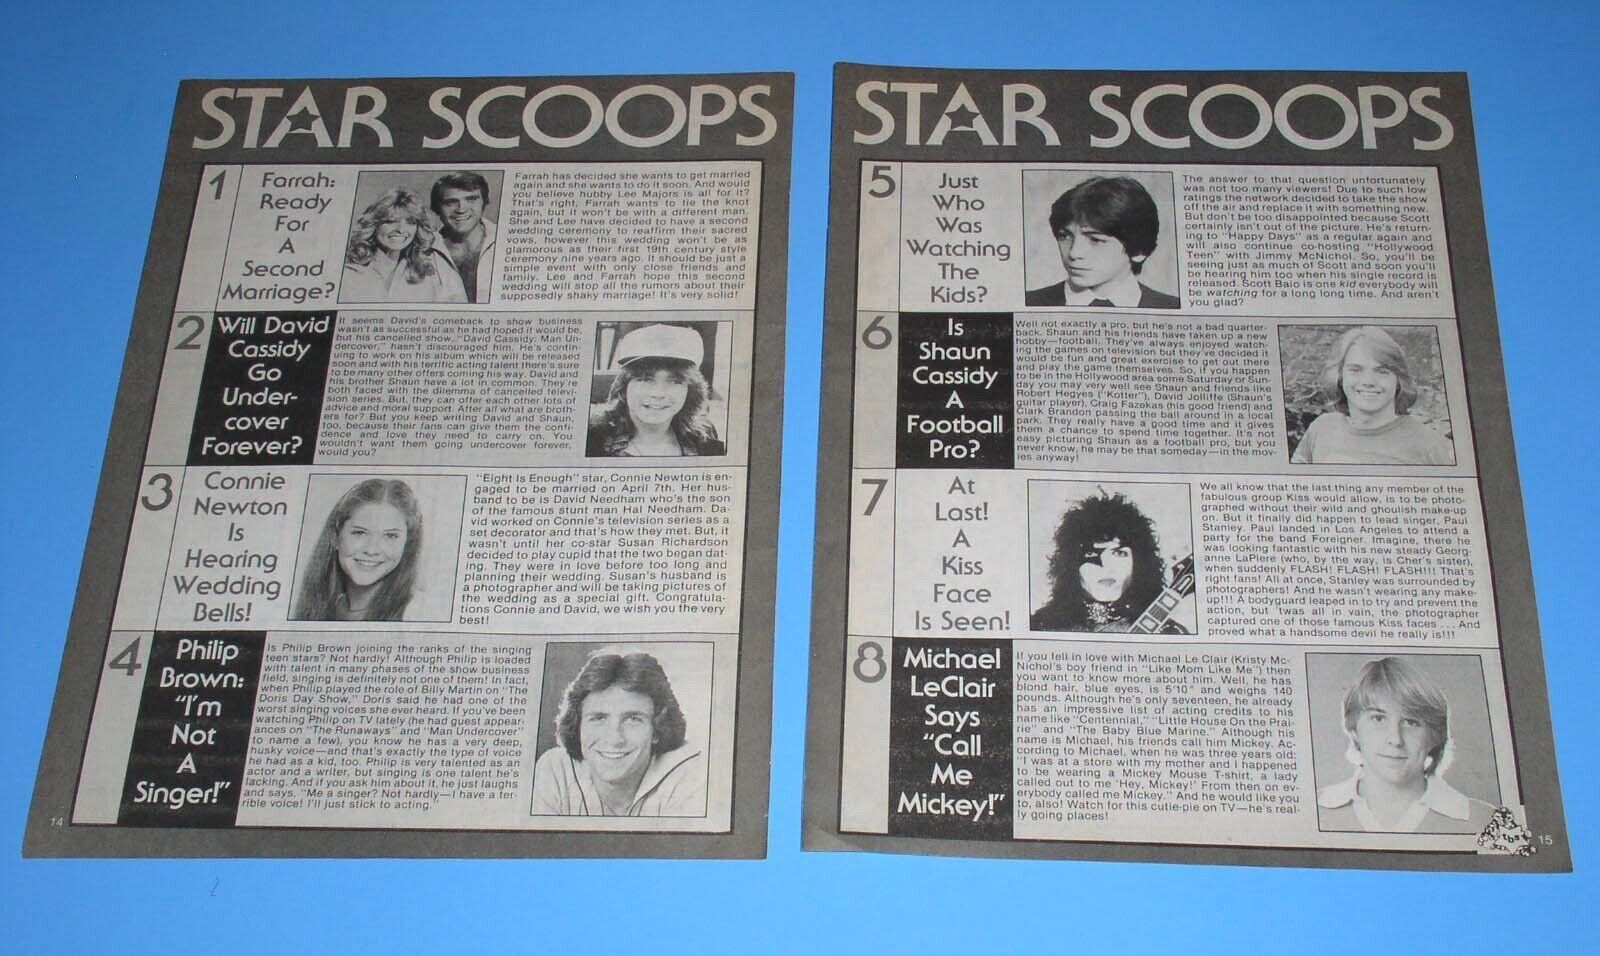 STAR SCOOPS
1
Farrah:
Ready
For
A
Second
Marriage?
Farrah has decided she wants to get married
again and she wants to do it soon. And would
you believe hubby Lee Majors is all for it?
That's right, Farrah wants to tie the knot
again, but it won't be with a different man.
She and Lee have decided to have a second
wedding ceremony to reaffirm their sacred
vows, however this wedding won't be as
glamorous as their first 19th century style
ceremony nine years ago. It should be just a
simple event with only close friends and
family. Lee and Farrah hope this second
wedding will stop all the rumors about their
supposedly shaky marriage! It's very solid!
2
Will David
Cassidy
Go
Under-
cover
Forever?
It seems David's comeback to show business
wasn't as successful as he had hoped it would be,
but his cancelled show, "David Cassidy: Man Un-
dercover," hasn't discouraged him. He's contin-
uing to work on his album which will be released
soon and with his terrific acting talent there's sure
to be many other offers coming his way. David and
his brother Shaun have a lot in common. They're
both faced with the dilemma of cancelled televi-
sion series. But, they can offer each other lots of
advice and moral support. After all what are broth-
ers for? But you keep writing David and Shaun,
too, because their fans can give them the confi-
dence and love they need to carry on. You
wouldn't want them going undercover forever,
would you?
3
Connie
Newton
Is
Hearing
Wedding
Bells!
"Eight Is Enough" star, Connie Newton is en-
gaged to be married on April 7th. Her hus-
band to be is David Needham who's the son
of the famous stunt man Hal Needham. Da-
vid worked on Connie's television series as a
set decorator and that's how they met. But, it
wasn't until her co-star Susan Richardson
decided to play cupid that the two began dat-
ing. They were in love before too long and
planning their wedding. Susan's husband is
a photographer and will be taking pictures of
the wedding as a special gift. Congratula-
tions Connie and David, we wish you the very
best!
4
Philip
Brown:
"I'm
Not
A
Singer!"
Is Philip Brown joining the ranks of the singing
teen stars? Not hardly! Although Philip is loaded
with talent in many phases of the show business
field, singing is definitely not one of them! In fact,
when Philip played the role of Billy Martin on "The
Doris Day Show," Doris said he had one of the
worst singing voices she ever heard. If you've been
watching Philip on TV lately (he had guest appear-
ances on "The Runaways" and "Man Undercover"
to name a few), you know he has a very deep,
husky voice—and that's exactly the type of voice
he had as a kid, too. Philip is very talented as an
actor and a writer, but singing is one talent he's
lacking. And if you ask him about it, he just laughs
and says, "Me a singer? Not hardly—I have a ter-
rible voice! I'll just stick to acting."
14
STAR SCOOPS
5
Just
Who
Was
Watching
The
Kids?
The answer to that question unfortunately
was not too many viewers! Due to such low
ratings the network decided to take the show
off the air and replace it with something new.
But don't be too disappointed because Scott
certainly isn't out of the picture. He's return-
ing to "Happy Days" as a regular again and
will also continue co-hosting "Hollywood
Teen" with Jimmy McNichol. So, you'll be
seeing just as much of Scott and soon you'll
be hearing him too when his single record is
released. Scott Baio is one kid everybody will
be watching for a long long time. And aren't
you glad?
6
Is
Shaun
Cassidy
A
Football
Pro?
Well not exactly a pro, but he's not a bad quarter-
back. Shaun and his friends have taken up a new
hobby—football. They've always enjoyed watch-
ing the games on television but they've decided it
would be fun and great exercise to get out there
and play the game themselves. So, if you happen
to be in the Hollywood area some Saturday or Sun-
day you may very well see Shaun and friends like
Robert Hegyes ("Kotter"), David Jolliffe (Shaun's
guitar player), Craig Fazekas (his good friend) and
Clark Brandon passing the ball around in a local
park. They really have a good time and it gives
them a chance to spend time together. It's not
easy picturing Shaun as a football pro, but you
never know, he may be that someday—in the mov-
ies anyway!
7
At
Last!
A
Kiss
Face
Is Seen!
We all know that the last thing any member of the
fabulous group Kiss would allow, is to be photo-
graphed without their wild and ghoulish make-up
on. But it finally did happen to lead singer, Paul
Stanley. Paul landed in Los Angeles to attend a
party for the band Foreigner. Imagine, there he
was looking fantastic with his new steady Georg-
anne LaPiere (who, by the way, is Cher's sister),
when suddenly FLASH! FLASH! FLASH!!! That's
right fans! All at once, Stanley was surrounded by
photographers! And he wasn't wearing any make-
up!!! A bodyguard leaped in to try and prevent the
action, but 'twas all in vain, the photographer
captured one of those famous Kiss faces . . . And
proved what a handsome devil he really is!!!
8
Michael
LeClair
Says
"Call
Me
Mickey!"
If you fell in love with Michael Le Clair (Kristy Mc-
Nichol's boy friend in "Like Mom Like Me") then
you want to know more about him. Well, he has
blond hair, blue eyes, is 5'10" and weighs 140
pounds. Although he's only seventeen, he already
has an impressive list of acting credits to his
name like "Centennial," "Little House On the Prai-
rie" and "The Baby Blue Marine." Although his
name is Michael, his friends call him Mickey. Ac-
cording to Michael, when he was three years old:
"I was at a store with my mother and I happened
to be wearing a Mickey Mouse T-shirt, a lady
called out to me 'Hey, Mickey!' From then on ev-
erybody called me Mickey." And he would like you
to, also! Watch for this cutie-pie on TV—he's real-
ly going places!
tbs
15